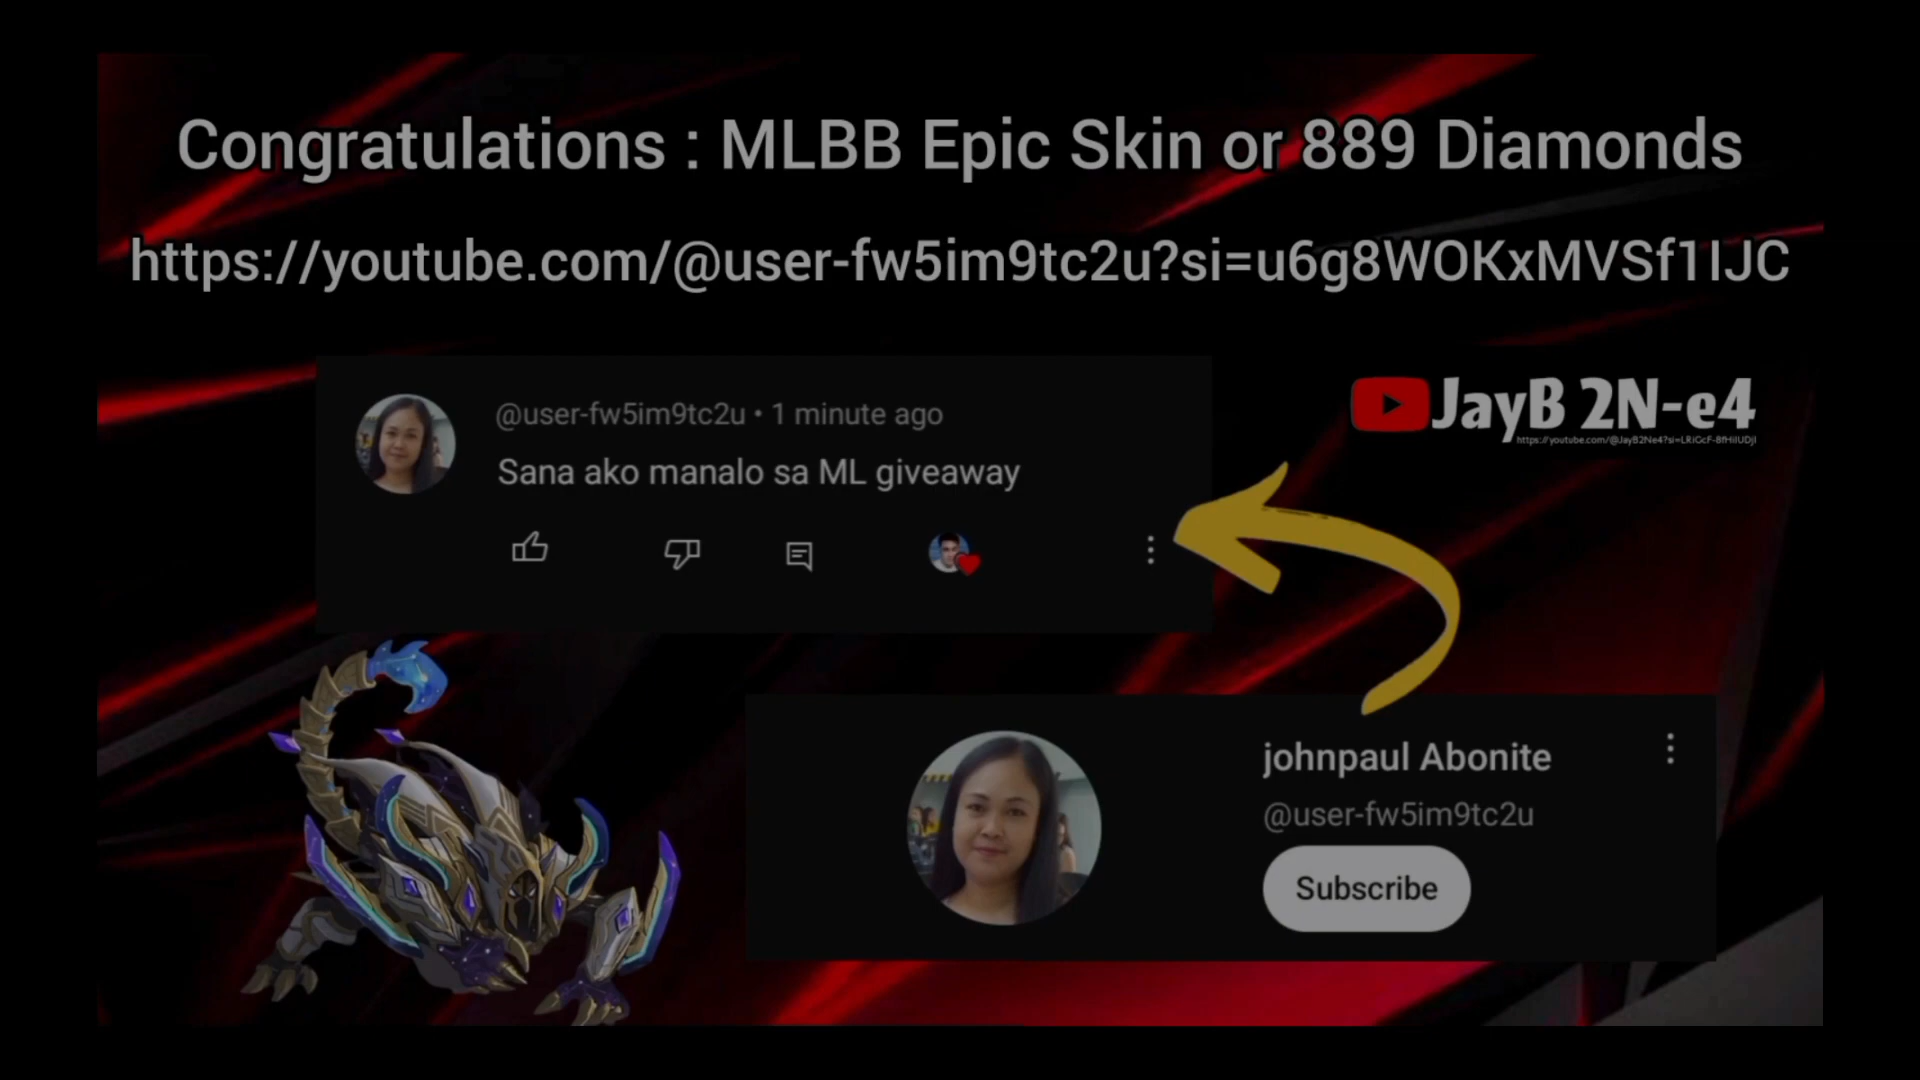 Congratulations : MLBB Epic Skin or 889 Diamonds
https://youtube.com/@user-fw5im9tc2u?si=u6g8WOKxMVSf1IJC
@user-fw5im9tc2u • 1 minute ago
Sana ako manalo sa ML giveaway
JayB 2N-e4
johnpaul Abonite
@user-fw5im9tc2u
Subscribe